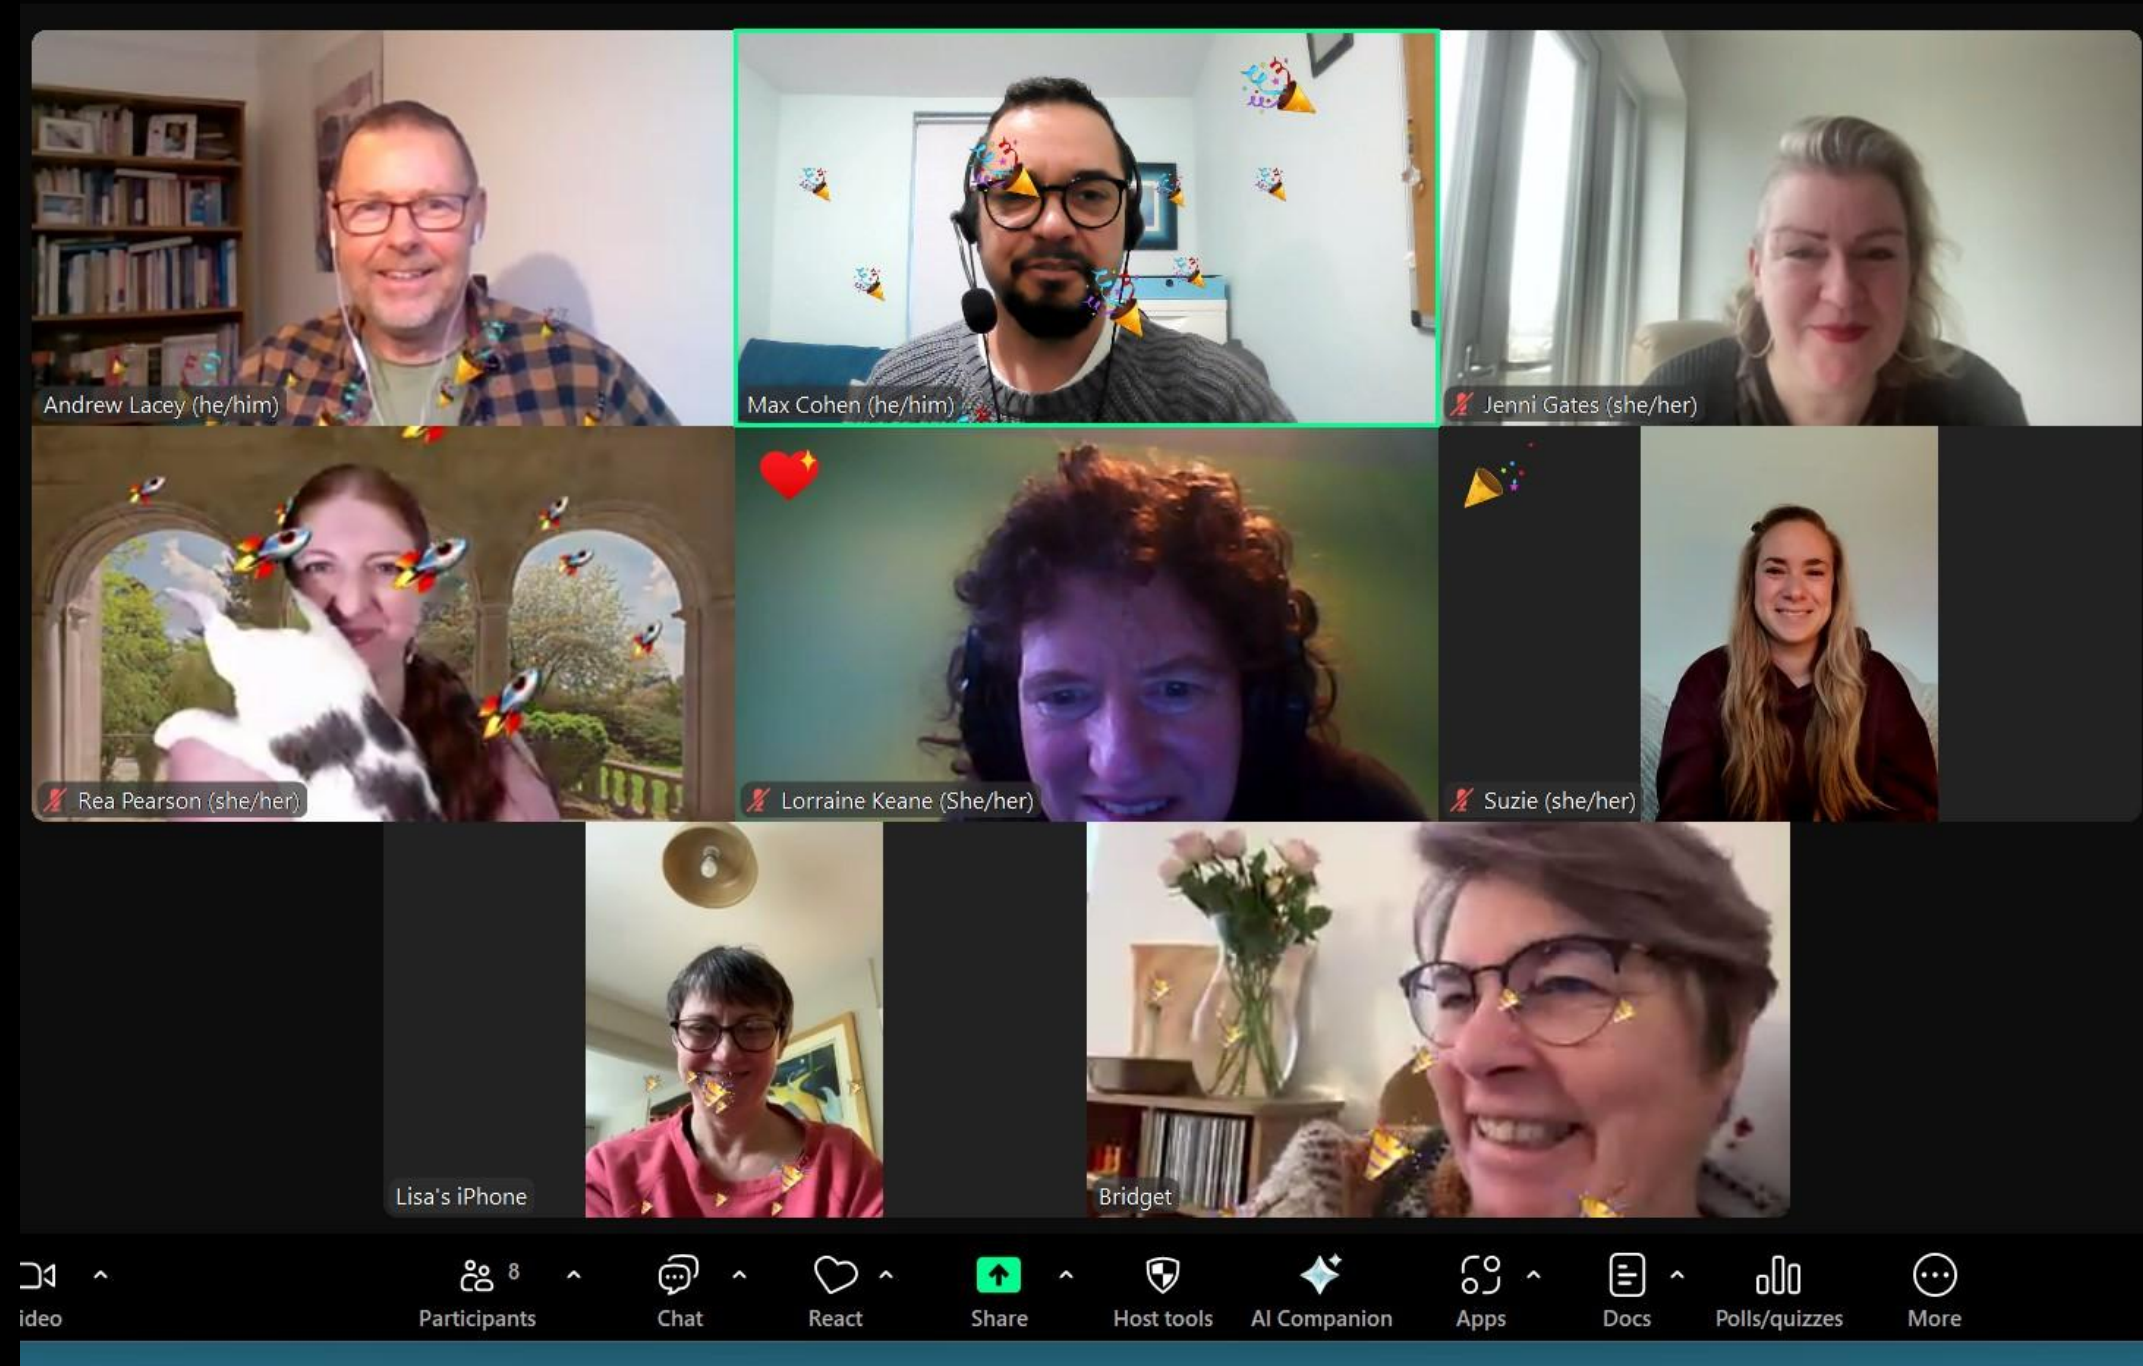 Andrew Lacey (he/him)
Max Cohen (he/him)
Jenni Gates (she/her)
Rea Pearson (she/her)
Lorraine Keane (She/her)
Suzie (she/her)
Lisa's iPhone
Bridget
8
ideo
Participants
Chat
React
Share
Host tools
AI Companion
Apps
Docs
Polls/quizzes
More